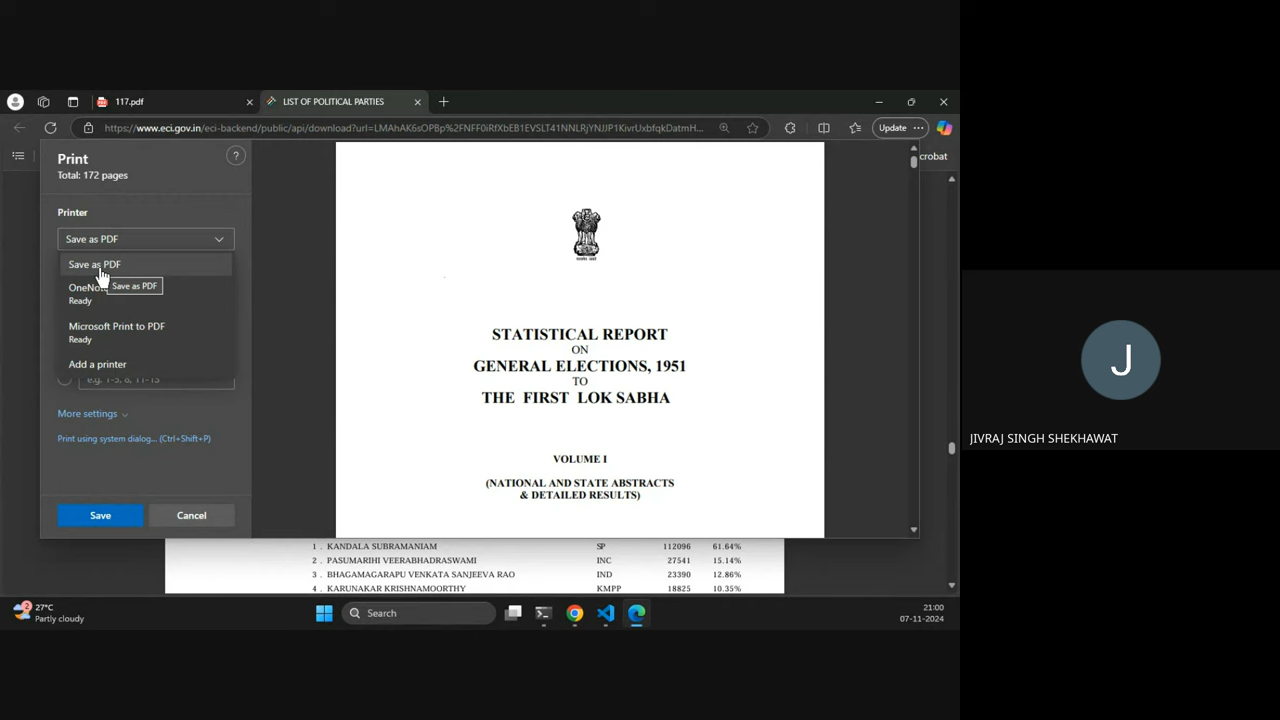 117.pdf
LIST OF POLITICAL PARTIES
https://www.eci.gov.in/eci-backend/public/api/download?url=LMAhAK6sOPBp%2FNFF0iRfXbEB1EVSLT41NNLRjYNJJP1KivrUxbfqkDatmH...
Update
Print
Total: 172 pages
?
crobat
Printer
Save as PDF
Save as PDF
Save as PDF
Ready
Microsoft Print to PDF
Ready
Add a printer
e.g. 1-5, 8, 11-13
More settings
Print using system dialog... (Ctrl+Shift+P)
Save
Cancel
STATISTICAL REPORT
ON
GENERAL ELECTIONS, 1951
TO
THE FIRST LOK SABHA
VOLUME I
(NATIONAL AND STATE ABSTRACTS
& DETAILED RESULTS)
1 . KANDALA SUBRAMANIAM SP 112096 61.64%
2 . PASUMARIHI VEERABHADRASWAMI INC 27541 15.14%
3 . BHAGAMAGARAPU VENKATA SANJEEVA RAO IND 23390 12.86%
4 . KARUNAKAR KRISHNAMOORTHY KMPP 18825 10.35%
2
27°C
Partly cloudy
Search
21:00
07-11-2024
J
JIVRAJ SINGH SHEKHAWAT